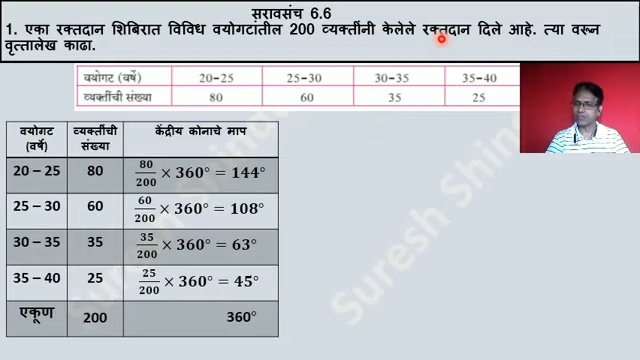 सरावसंच 6.6
1. एका रक्तदान शिबिरात विविध वयोगटांतील 200 व्यक्तींनी केलेले रक्तदान दिले आहे. त्या वरून
वृत्तालेख काढा.
वयोगट (वर्षे) 20-25 25-30 30-35 35-40
व्यक्तींची संख्या 80 60 35 25
वयोगट (वर्षे) व्यक्तींची संख्या केंद्रीय कोनाचे माप
20 – 25 80 80/200 × 360° = 144°
25 – 30 60 60/200 × 360° = 108°
30 – 35 35 35/200 × 360° = 63°
35 – 40 25 25/200 × 360° = 45°
एकूण 200 360°
Suresh Shinde